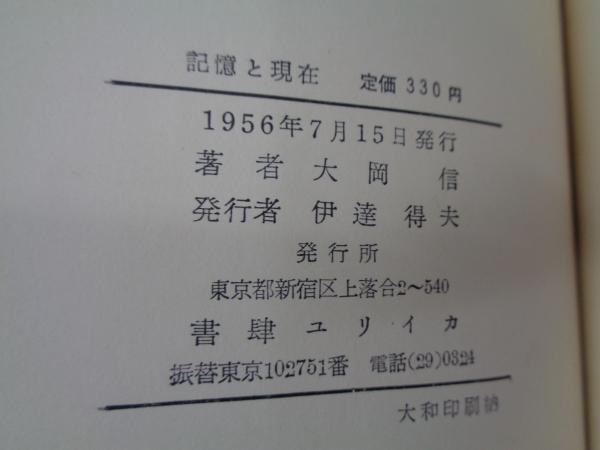 記憶と現在 定価 330円
1956年7月15日発行
著者 大岡 信
発行者 伊達 得夫
発行所
東京都新宿区上落合2〜540
書肆 ユリイカ
振替東京102751番 電話(29)0324
大和印刷納